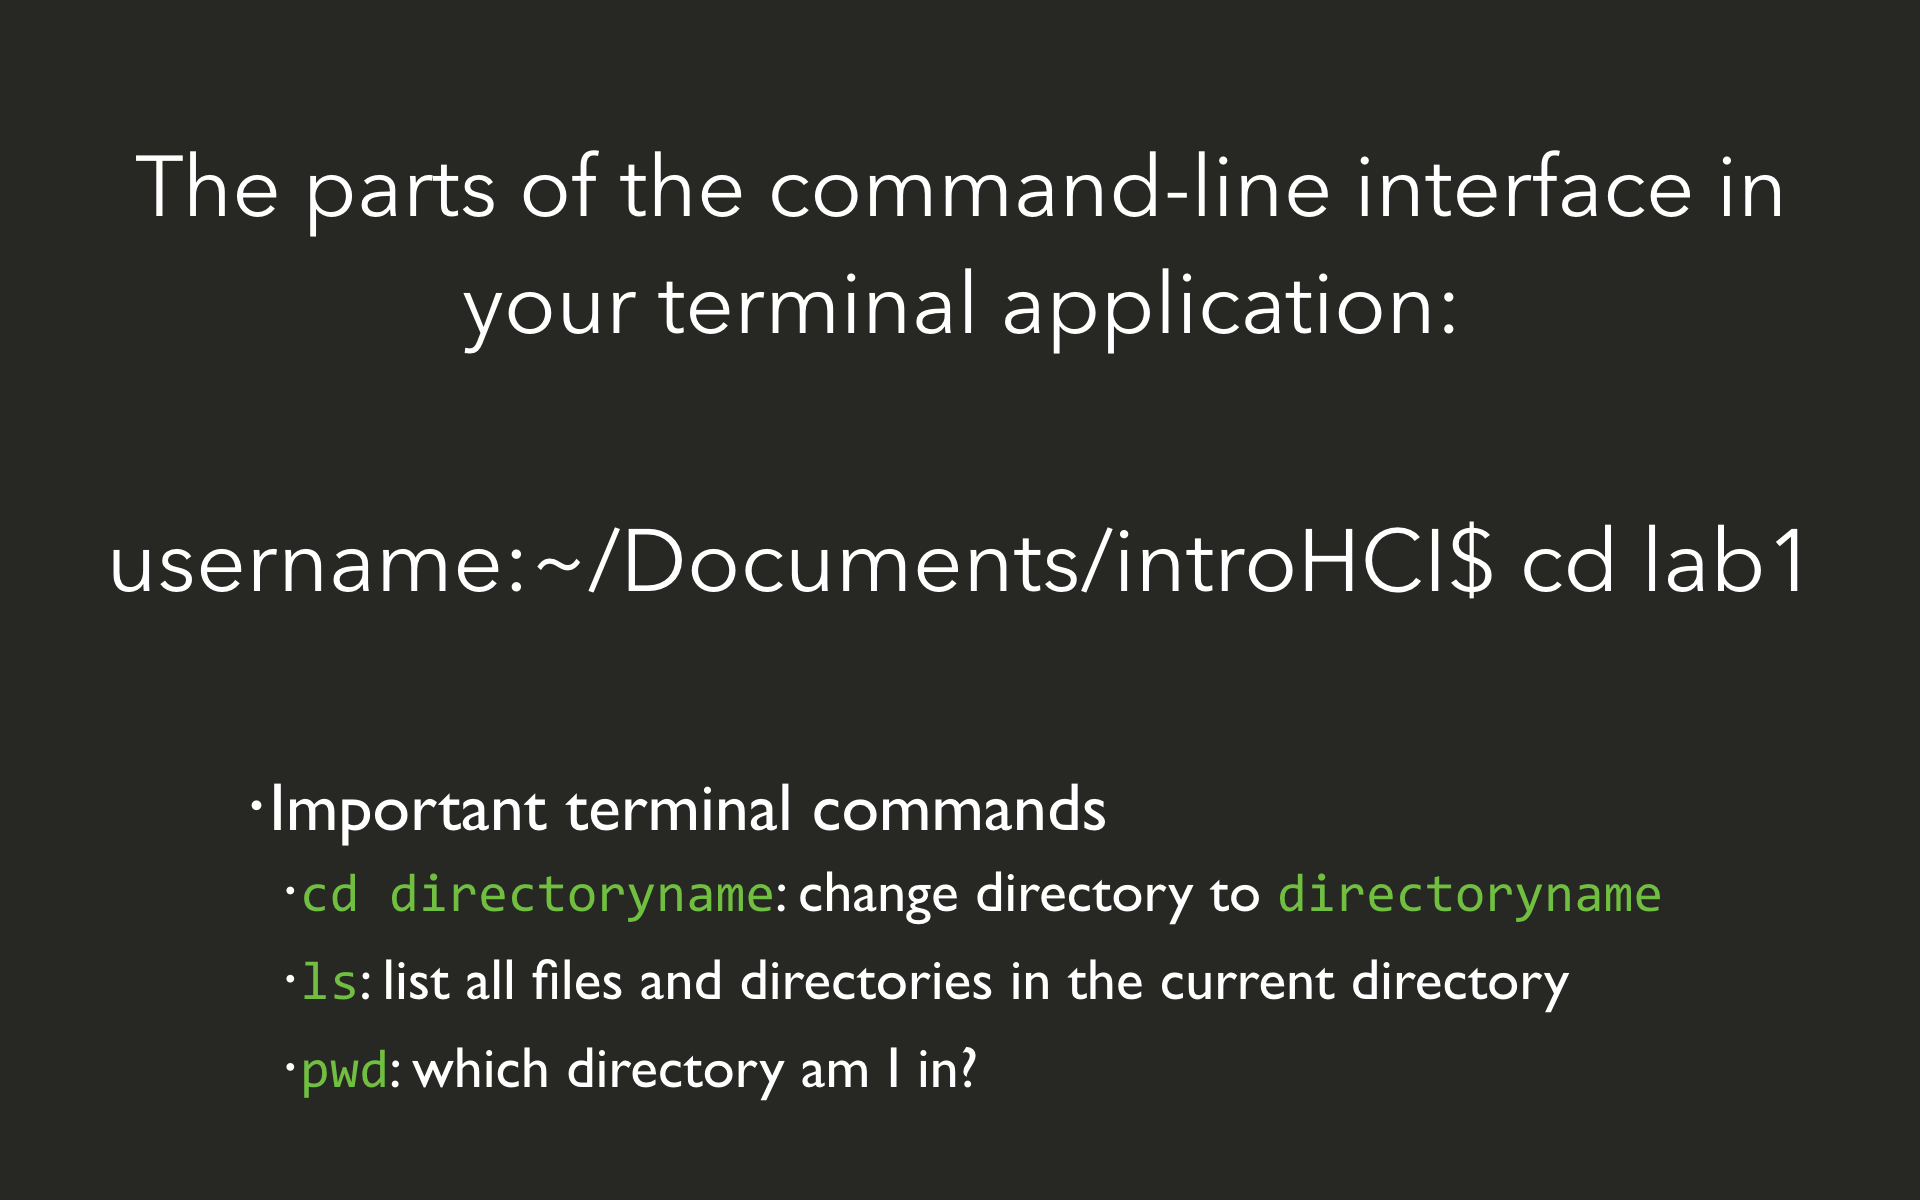 The parts of the command-line interface in
your terminal application:
username:~/Documents/introHCI$ cd lab1
·Important terminal commands
·cd directoryname: change directory to directoryname
·ls: list all files and directories in the current directory
·pwd: which directory am I in?